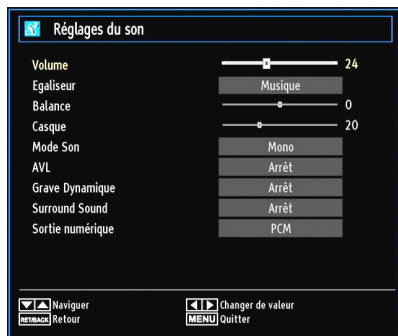 Réglages du son
Volume 24
Egaliseur Musique
Balance 0
Casque 20
Mode Son Mono
AVL Arrêt
Grave Dynamique Arrêt
Surround Sound Arrêt
Sortie numérique PCM
Naviguer Changer de valeur
RET/BACK Retour MENU Quitter